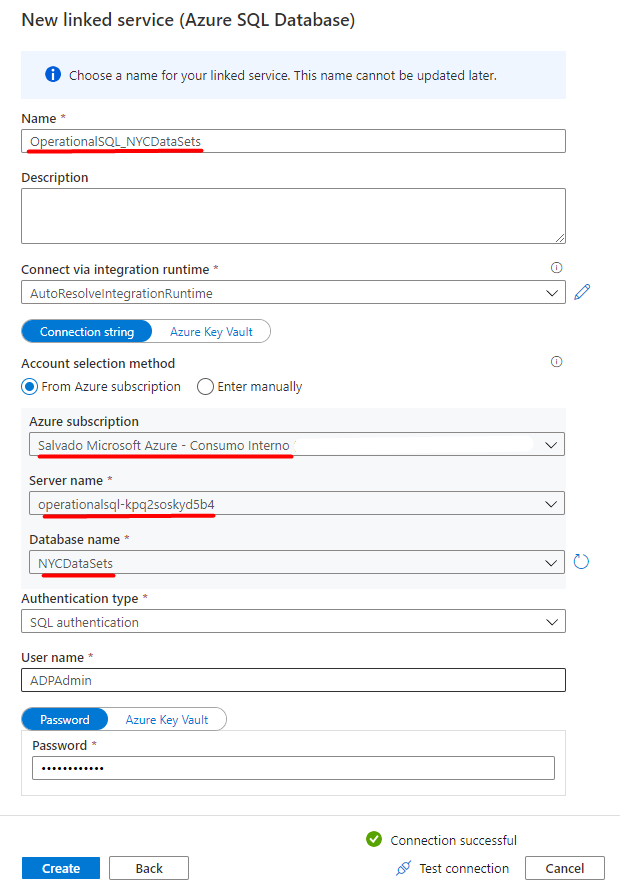 New linked service (Azure SQL Database)
Choose a name for your linked service. This name cannot be updated later.
Name *
OperationalSQL_NYCDataSets
Description
Connect via integration runtime *
AutoResolveIntegrationRuntime
Connection string Azure Key Vault
Account selection method
From Azure subscription Enter manually
Azure subscription
Salvado Microsoft Azure - Consumo Interno
Server name *
operationalsql-kpq2soskyd5b4
Database name *
NYCDataSets
Authentication type *
SQL authentication
User name *
ADPAdmin
Password Azure Key Vault
Password *
••••••••••••
Connection successful
Create Back Test connection Cancel